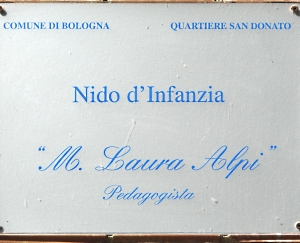 COMUNE DI BOLOGNA QUARTIERE SAN DONATO
Nido d'Infanzia
"M. Laura Alpi"
Pedagogista